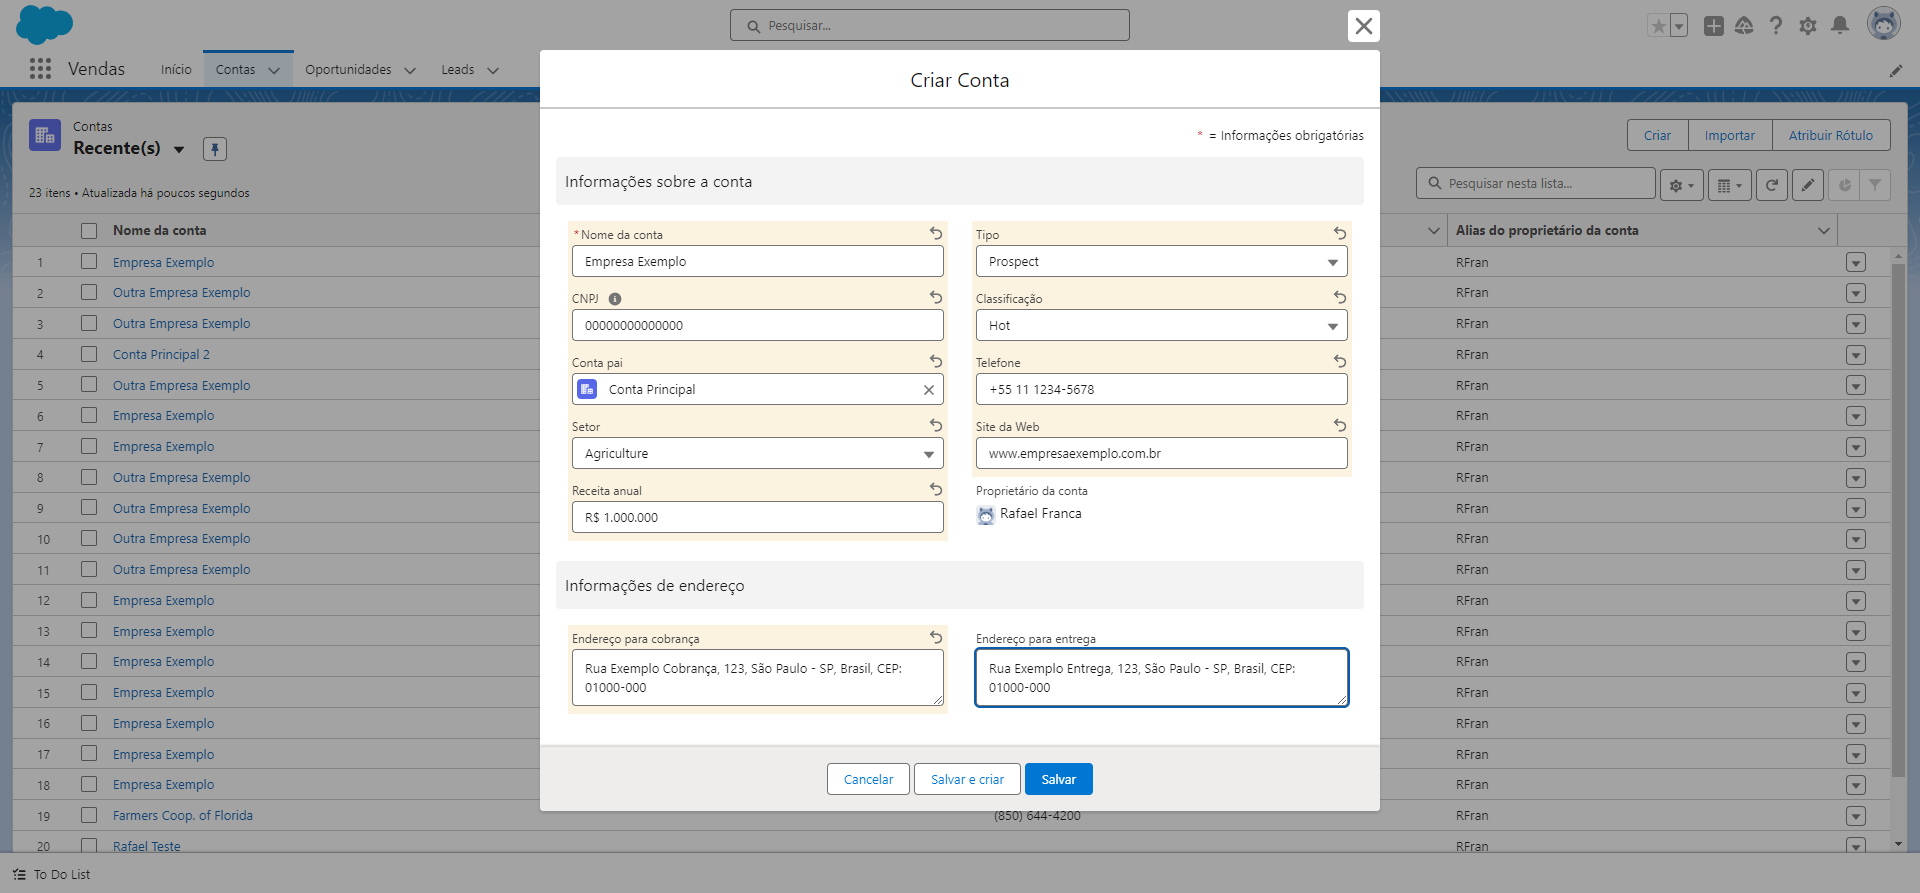 Pesquisar...
Vendas
Início
Contas
Oportunidades
Leads
Contas
Recente(s)
23 itens • Atualizada há poucos segundos
Criar
Importar
Atribuir Rótulo
Pesquisar nesta lista...
Nome da conta
Alias do proprietário da conta
1 Empresa Exemplo RFran
2 Outra Empresa Exemplo RFran
3 Outra Empresa Exemplo RFran
4 Conta Principal 2 RFran
5 Outra Empresa Exemplo RFran
6 Empresa Exemplo RFran
7 Empresa Exemplo RFran
8 Outra Empresa Exemplo RFran
9 Outra Empresa Exemplo RFran
10 Outra Empresa Exemplo RFran
11 Outra Empresa Exemplo RFran
12 Empresa Exemplo RFran
13 Empresa Exemplo RFran
14 Empresa Exemplo RFran
15 Empresa Exemplo RFran
16 Empresa Exemplo RFran
17 Empresa Exemplo RFran
18 Empresa Exemplo RFran
19 Farmers Coop. of Florida (850) 644-4200 RFran
20 Rafael Teste RFran
To Do List
Criar Conta
* = Informações obrigatórias
Informações sobre a conta
*Nome da conta
Empresa Exemplo
Tipo
Prospect
CNPJ
00000000000000
Classificação
Hot
Conta pai
Conta Principal
Telefone
+55 11 1234-5678
Setor
Agriculture
Site da Web
www.empresaexemplo.com.br
Receita anual
R$ 1.000.000
Proprietário da conta
Rafael Franca
Informações de endereço
Endereço para cobrança
Rua Exemplo Cobrança, 123, São Paulo - SP, Brasil, CEP:
01000-000
Endereço para entrega
Rua Exemplo Entrega, 123, São Paulo - SP, Brasil, CEP:
01000-000
Cancelar
Salvar e criar
Salvar